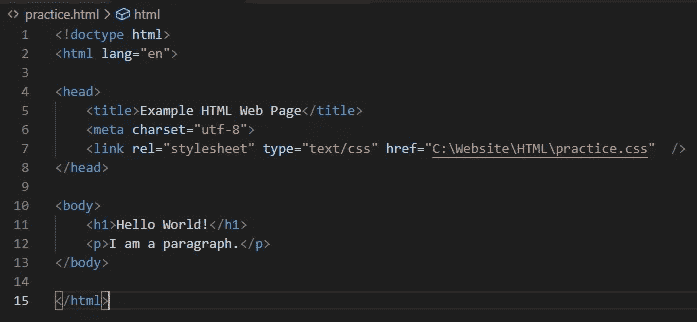 practice.html > html
1 <!doctype html>
2 <html lang="en">
3
4 <head>
5 <title>Example HTML Web Page</title>
6 <meta charset="utf-8">
7 <link rel="stylesheet" type="text/css" href="C:\Website\HTML\practice.css"  />
8 </head>
9
10 <body>
11 <h1>Hello World!</h1>
12 <p>I am a paragraph.</p>
13 </body>
14
15 </html>